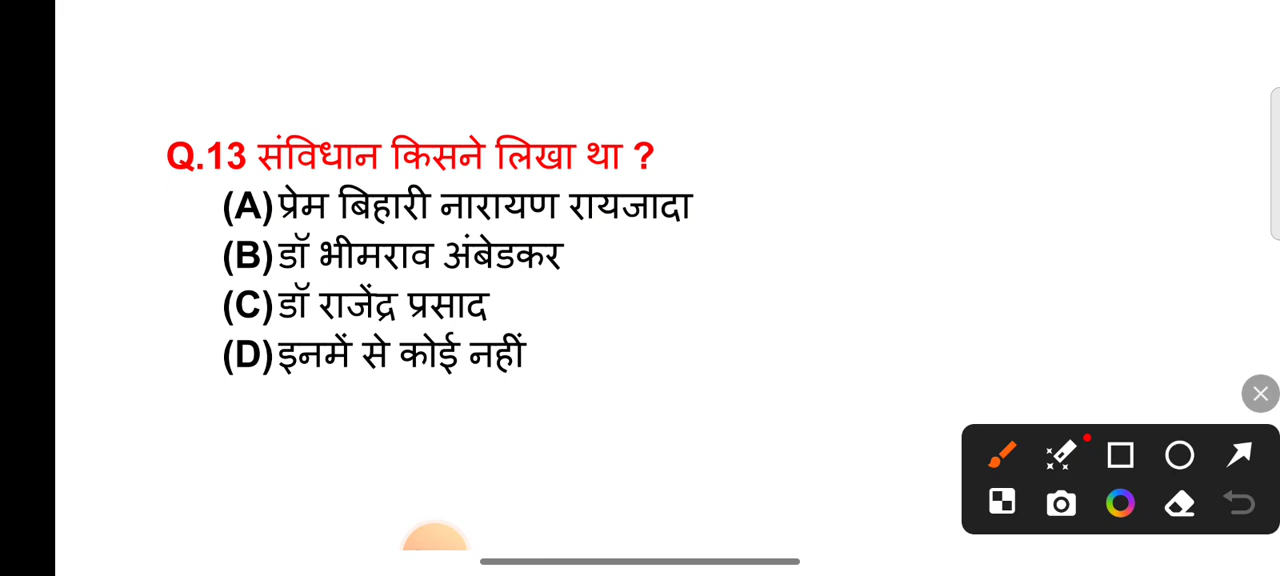 Q.13 संविधान किसने लिखा था ?
(A)प्रेम बिहारी नारायण रायजादा
(B)डॉ भीमराव अंबेडकर
(C)डॉ राजेंद्र प्रसाद
(D)इनमें से कोई नहीं